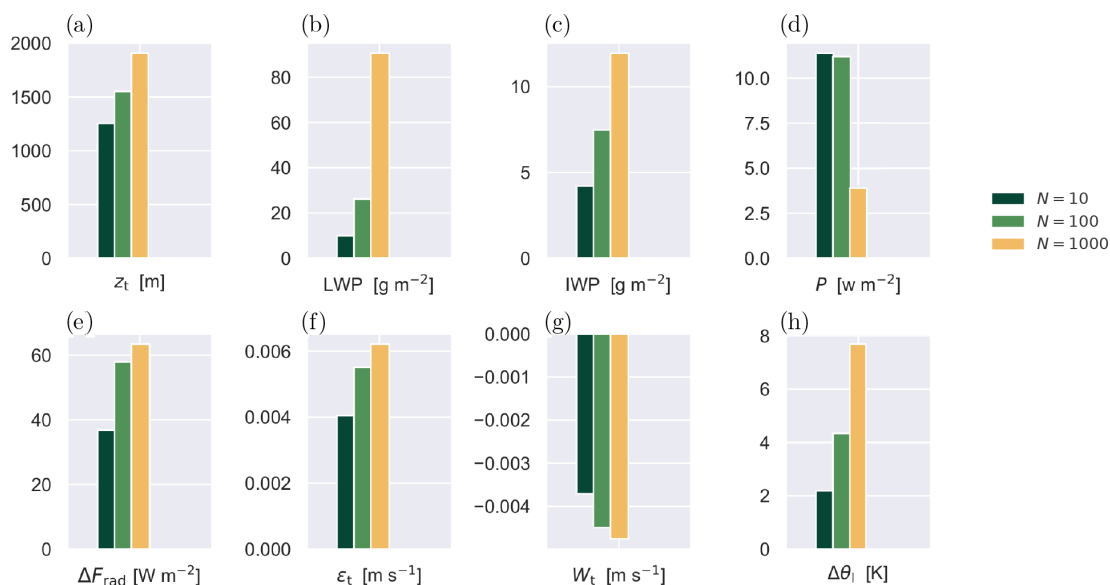 (a) (b) (c) (d)
2000
1500
1000
500
0
z_t [m]
80
60
40
20
0
LWP [g m⁻²]
10
5
0
IWP [g m⁻²]
10.0
7.5
5.0
2.5
0.0
P [w m⁻²]
N = 10
N = 100
N = 1000
(e) (f) (g) (h)
60
40
20
0
ΔF_rad [W m⁻²]
0.006
0.004
0.002
0.000
ε_t [m s⁻¹]
0.000
−0.001
−0.002
−0.003
−0.004
W_t [m s⁻¹]
8
6
4
2
0
Δθ_l [K]